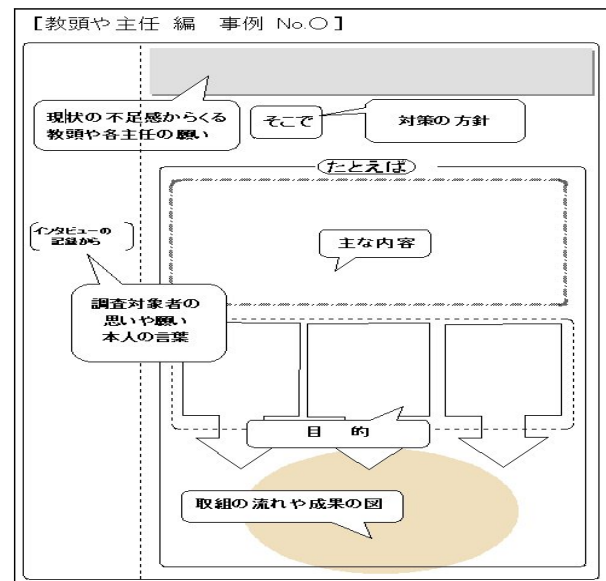 【教頭や主任 編 事例 No.○】
現状の不足感からくる
教頭や各主任の願い
そこで
対策の方針
たとえば
インタビューの
記録から
主な内容
調査対象者の
思いや願い
本人の言葉
目 的
取組の流れや成果の図